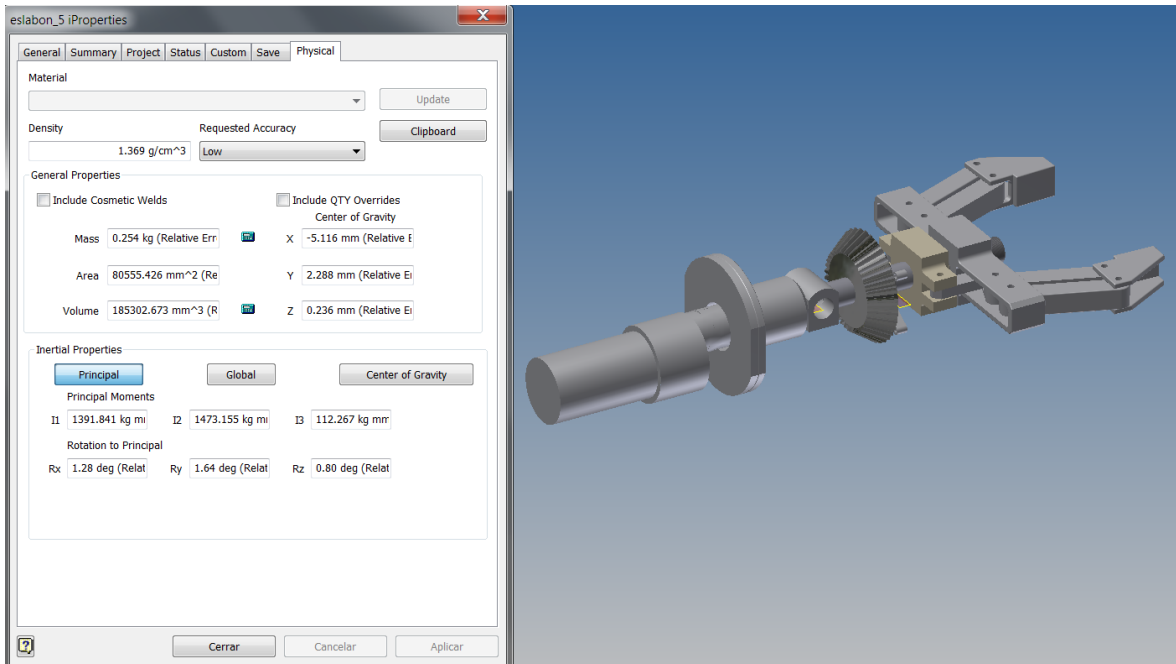 eslabon_5 iProperties
General Summary Project Status Custom Save Physical
Material
Update
Density Requested Accuracy Clipboard
1.369 g/cm^3 Low
General Properties
Include Cosmetic Welds Include QTY Overrides
Center of Gravity
Mass 0.254 kg (Relative Err X -5.116 mm (Relative E
Area 80555.426 mm^2 (Re Y 2.288 mm (Relative Er
Volume 185302.673 mm^3 (R Z 0.236 mm (Relative Er
Inertial Properties
Principal Global Center of Gravity
Principal Moments
I1 1391.841 kg m I2 1473.155 kg m I3 112.267 kg mm
Rotation to Principal
Rx 1.28 deg (Relat Ry 1.64 deg (Relat Rz 0.80 deg (Relat
Cerrar Cancelar Aplicar